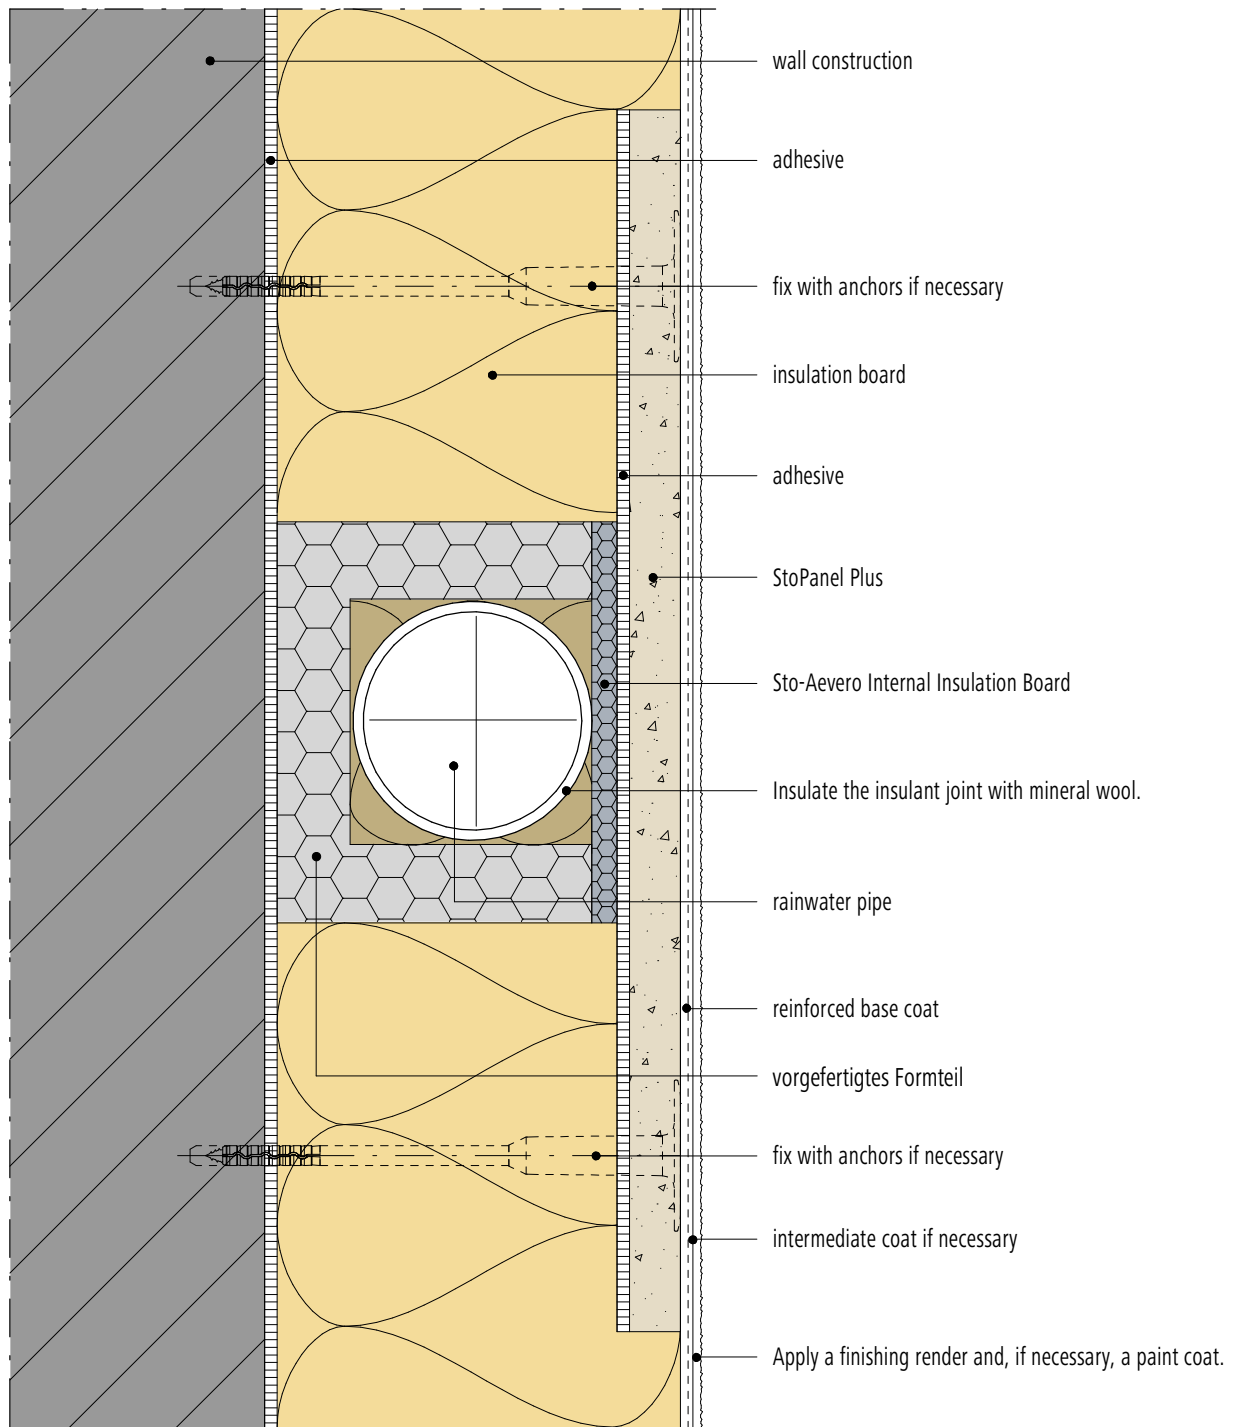 wall construction
adhesive
fix with anchors if necessary
insulation board
adhesive
StoPanel Plus
Sto-Aevero Internal Insulation Board
Insulate the insulant joint with mineral wool.
rainwater pipe
reinforced base coat
vorgefertigtes Formteil
fix with anchors if necessary
intermediate coat if necessary
Apply a finishing render and, if necessary, a paint coat.